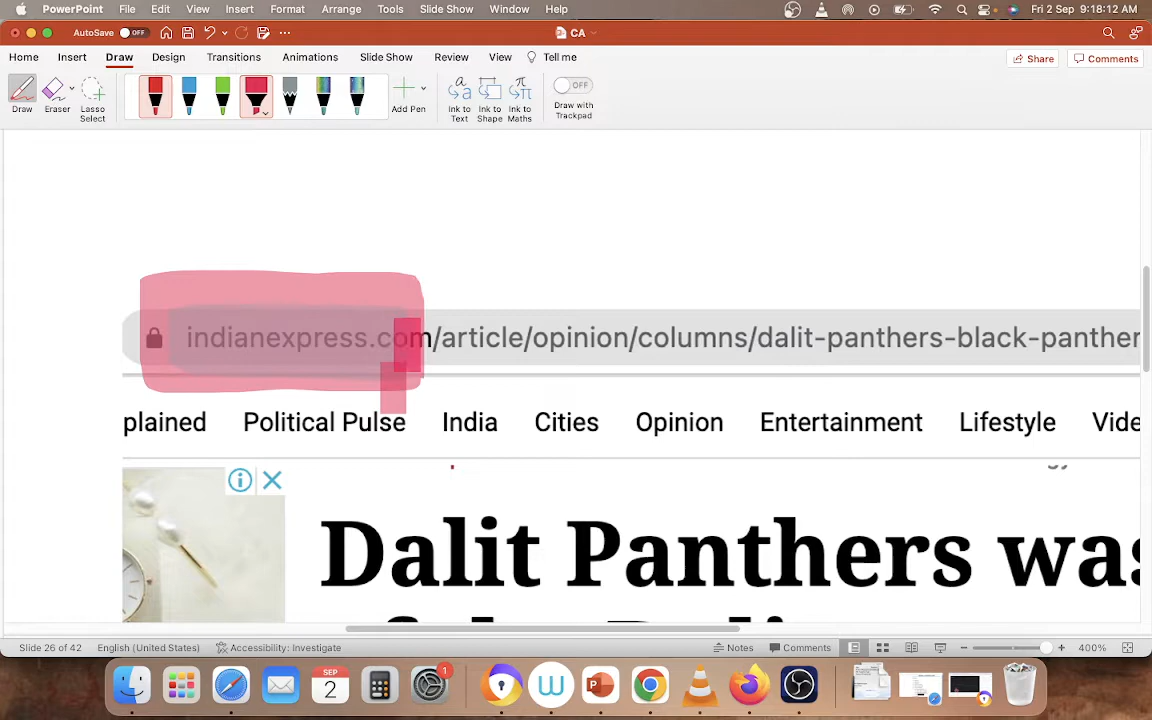 PowerPoint File Edit View Insert Format Arrange Tools Slide Show Window Help Fri 2 Sep 9:18:12 AM
AutoSave OFF CA
Home Insert Draw Design Transitions Animations Slide Show Review View Tell me Share Comments
Draw Eraser Lasso Select Add Pen Ink to Text Ink to Shape Ink to Maths OFF Draw with Trackpad
indianexpress.com/article/opinion/columns/dalit-panthers-black-panther
plained Political Pulse India Cities Opinion Entertainment Lifestyle Vide
Dalit Panthers was
Slide 26 of 42 English (United States) Accessibility: Investigate Notes Comments 400%
SEP
2
1